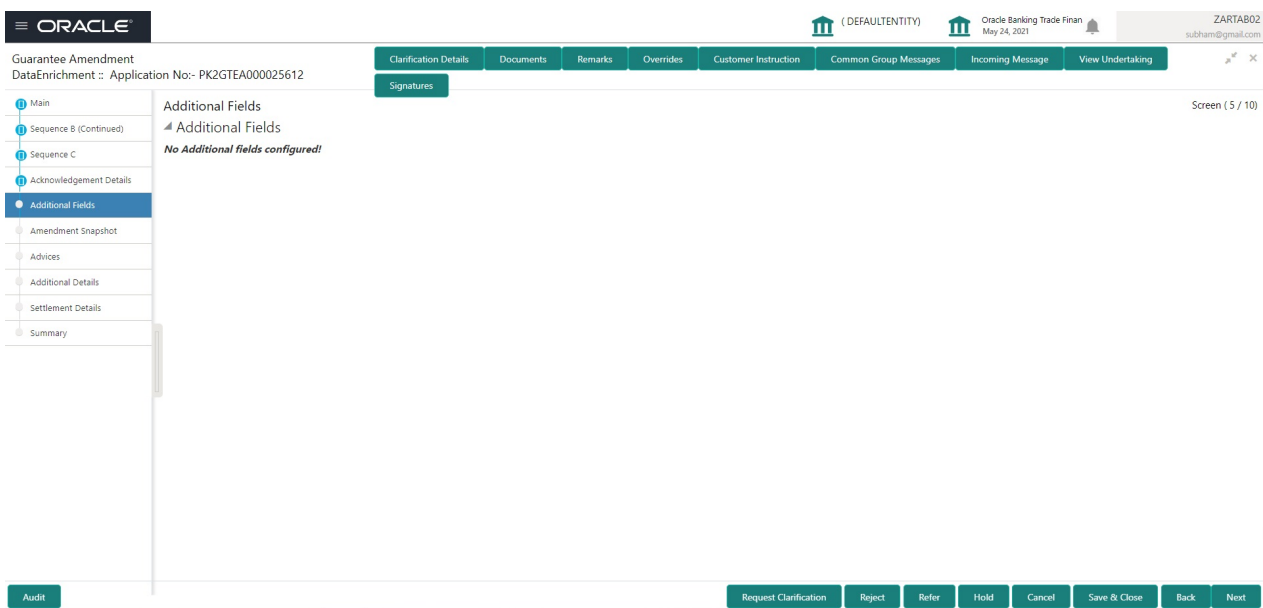 ORACLE
( DEFAULTENTITY)
Oracle Banking Trade Finan
May 24, 2021
ZARTAB02
subham@gmail.com
Guarantee Amendment
DataEnrichment :: Application No:- PK2GTEA000025612
Clarification Details
Documents
Remarks
Overrides
Customer Instruction
Common Group Messages
Incoming Message
View Undertaking
Signatures
Main
Sequence B (Continued)
Sequence C
Acknowledgement Details
Additional Fields
Amendment Snapshot
Advices
Additional Details
Settlement Details
Summary
Additional Fields
Screen ( 5 / 10)
Additional Fields
No Additional fields configured!
Audit
Request Clarification
Reject
Refer
Hold
Cancel
Save & Close
Back
Next